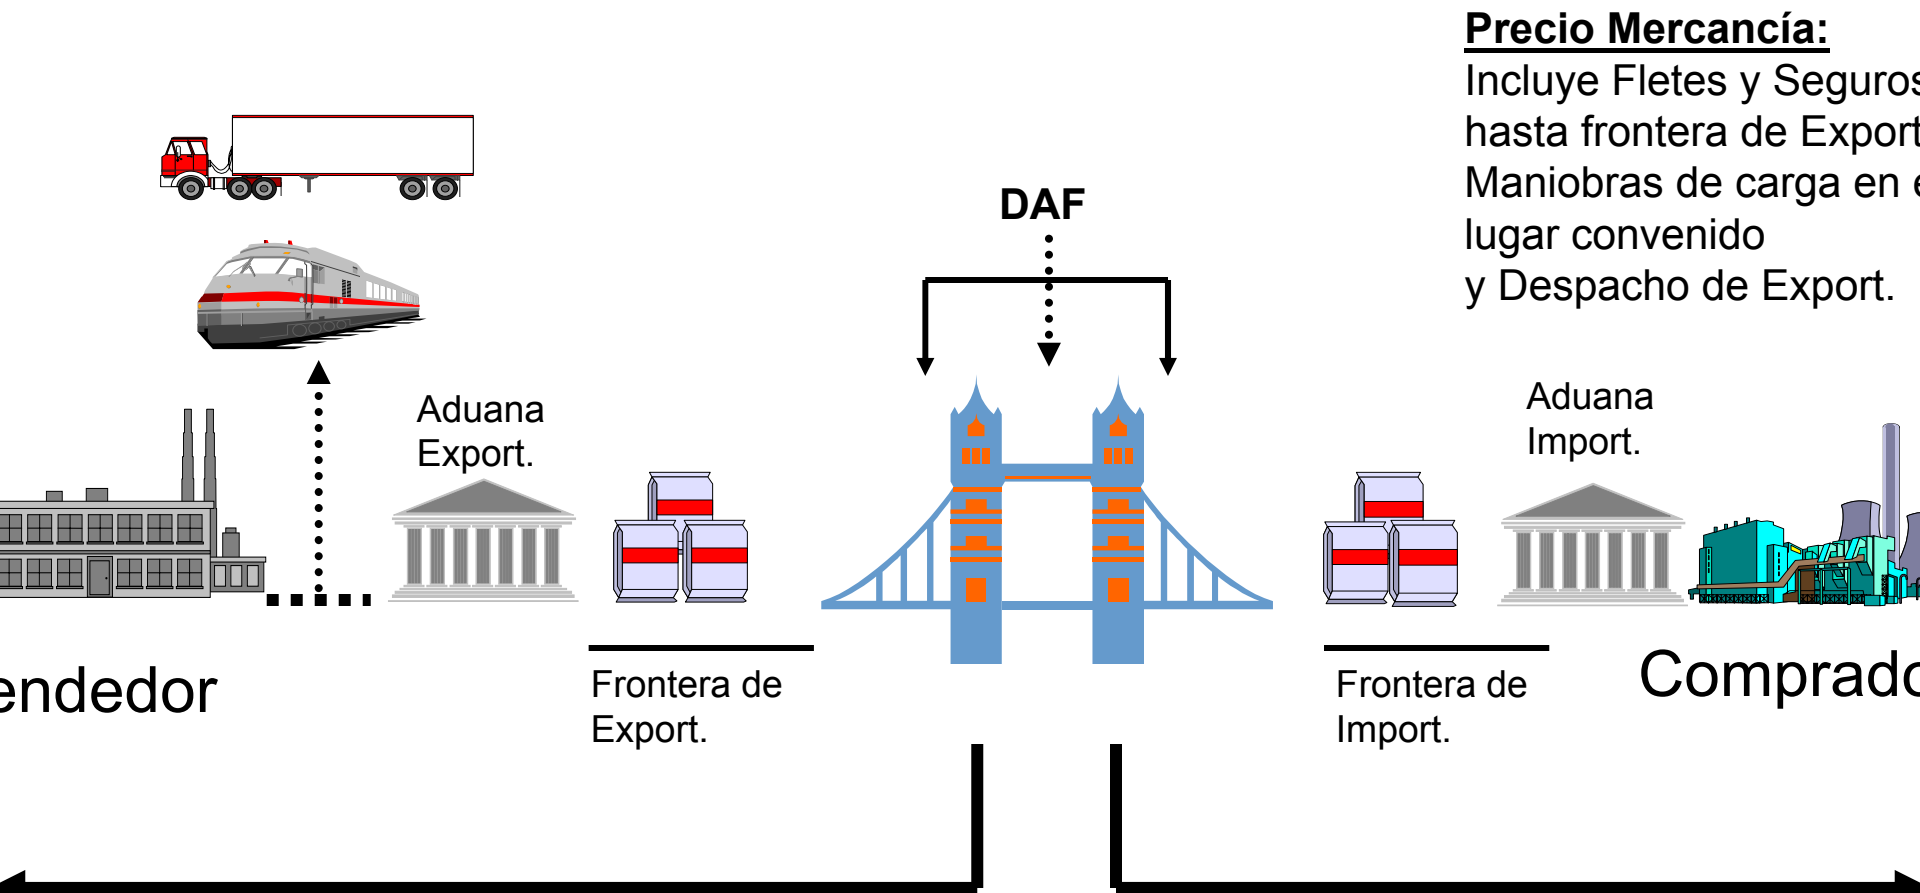 Precio Mercancía:
Incluye Fletes y Seguros
hasta frontera de Export
Maniobras de carga en e
lugar convenido
y Despacho de Export.
DAF
Aduana
Export.
Aduana
Import.
endedor
Frontera de
Export.
Frontera de
Import.
Comprado